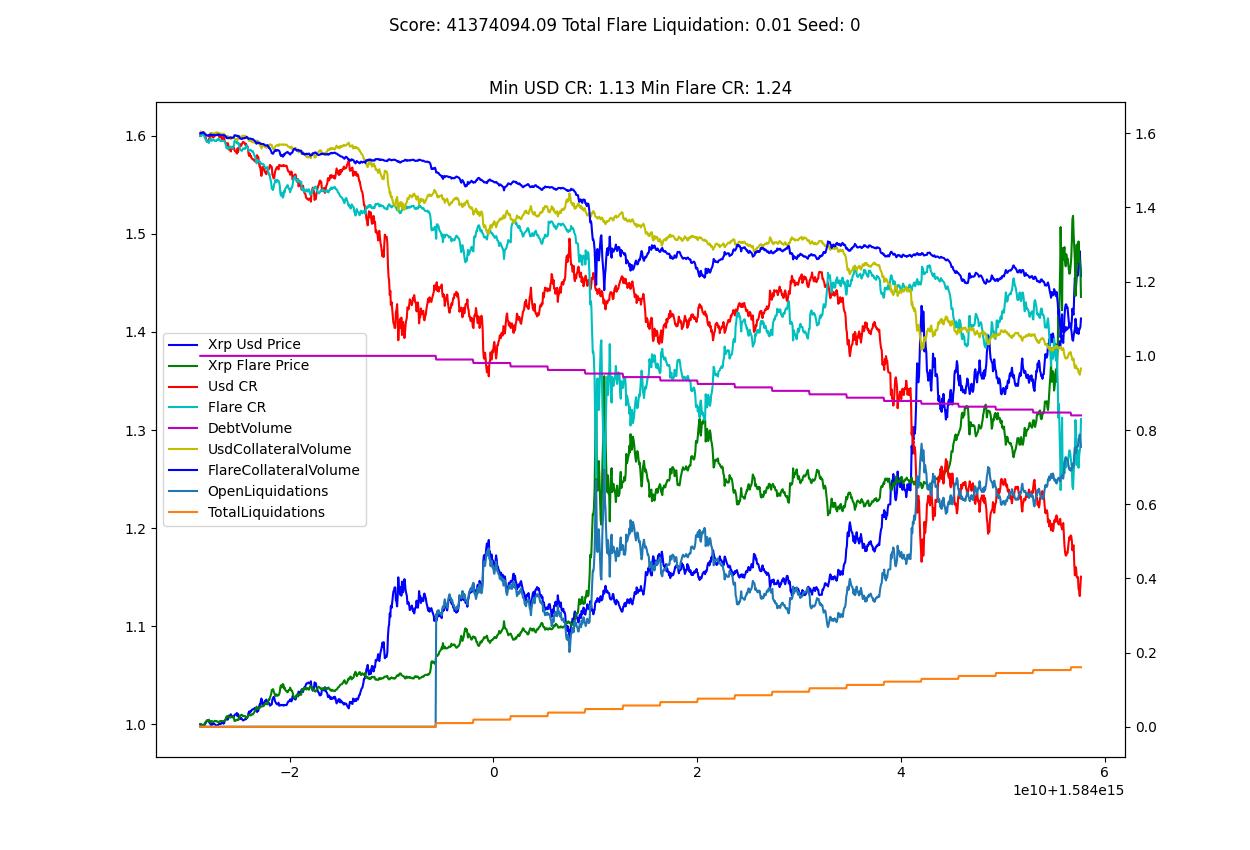 Score: 41374094.09 Total Flare Liquidation: 0.01 Seed: 0
Min USD CR: 1.13 Min Flare CR: 1.24
1.6
1.5
1.4
1.3
1.2
1.1
1.0
1.6
1.4
1.2
1.0
0.8
0.6
0.4
0.2
0.0
Xrp Usd Price
Xrp Flare Price
Usd CR
Flare CR
DebtVolume
UsdCollateralVolume
FlareCollateralVolume
OpenLiquidations
TotalLiquidations
−2 0 2 4 6
1e10+1.584e15